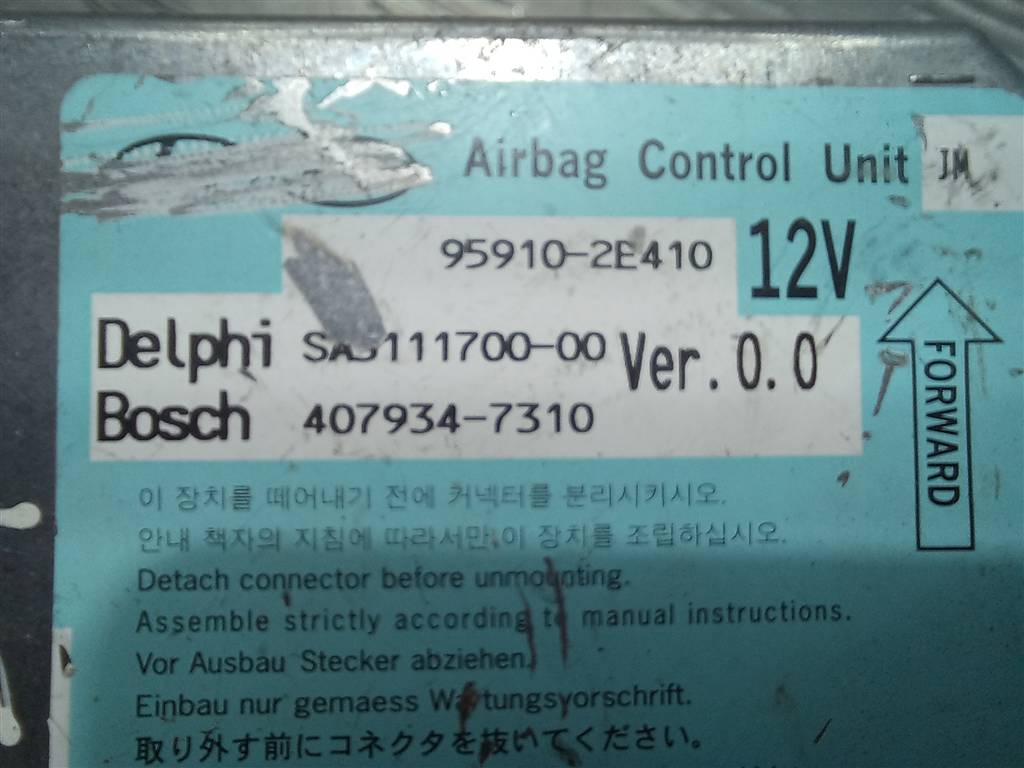 Airbag Control Unit JM
95910-2E410 12V
Delphi 111700-00 Ver.0.0
Bosch 407934-7310
FORWARD
이 장치를 떼어내기 전에 커넥터를 분리시키시오.
안내 책자의 지침에 따라서만 이 장치를 조립하십시오.
Detach connector before unmounting.
Assemble strictly according to manual instructions.
Vor Ausbau Stecker abziehen.
Einbau nur gemaess Wartungsvorschrift.
取り外す前にコネクタを抜いてください。